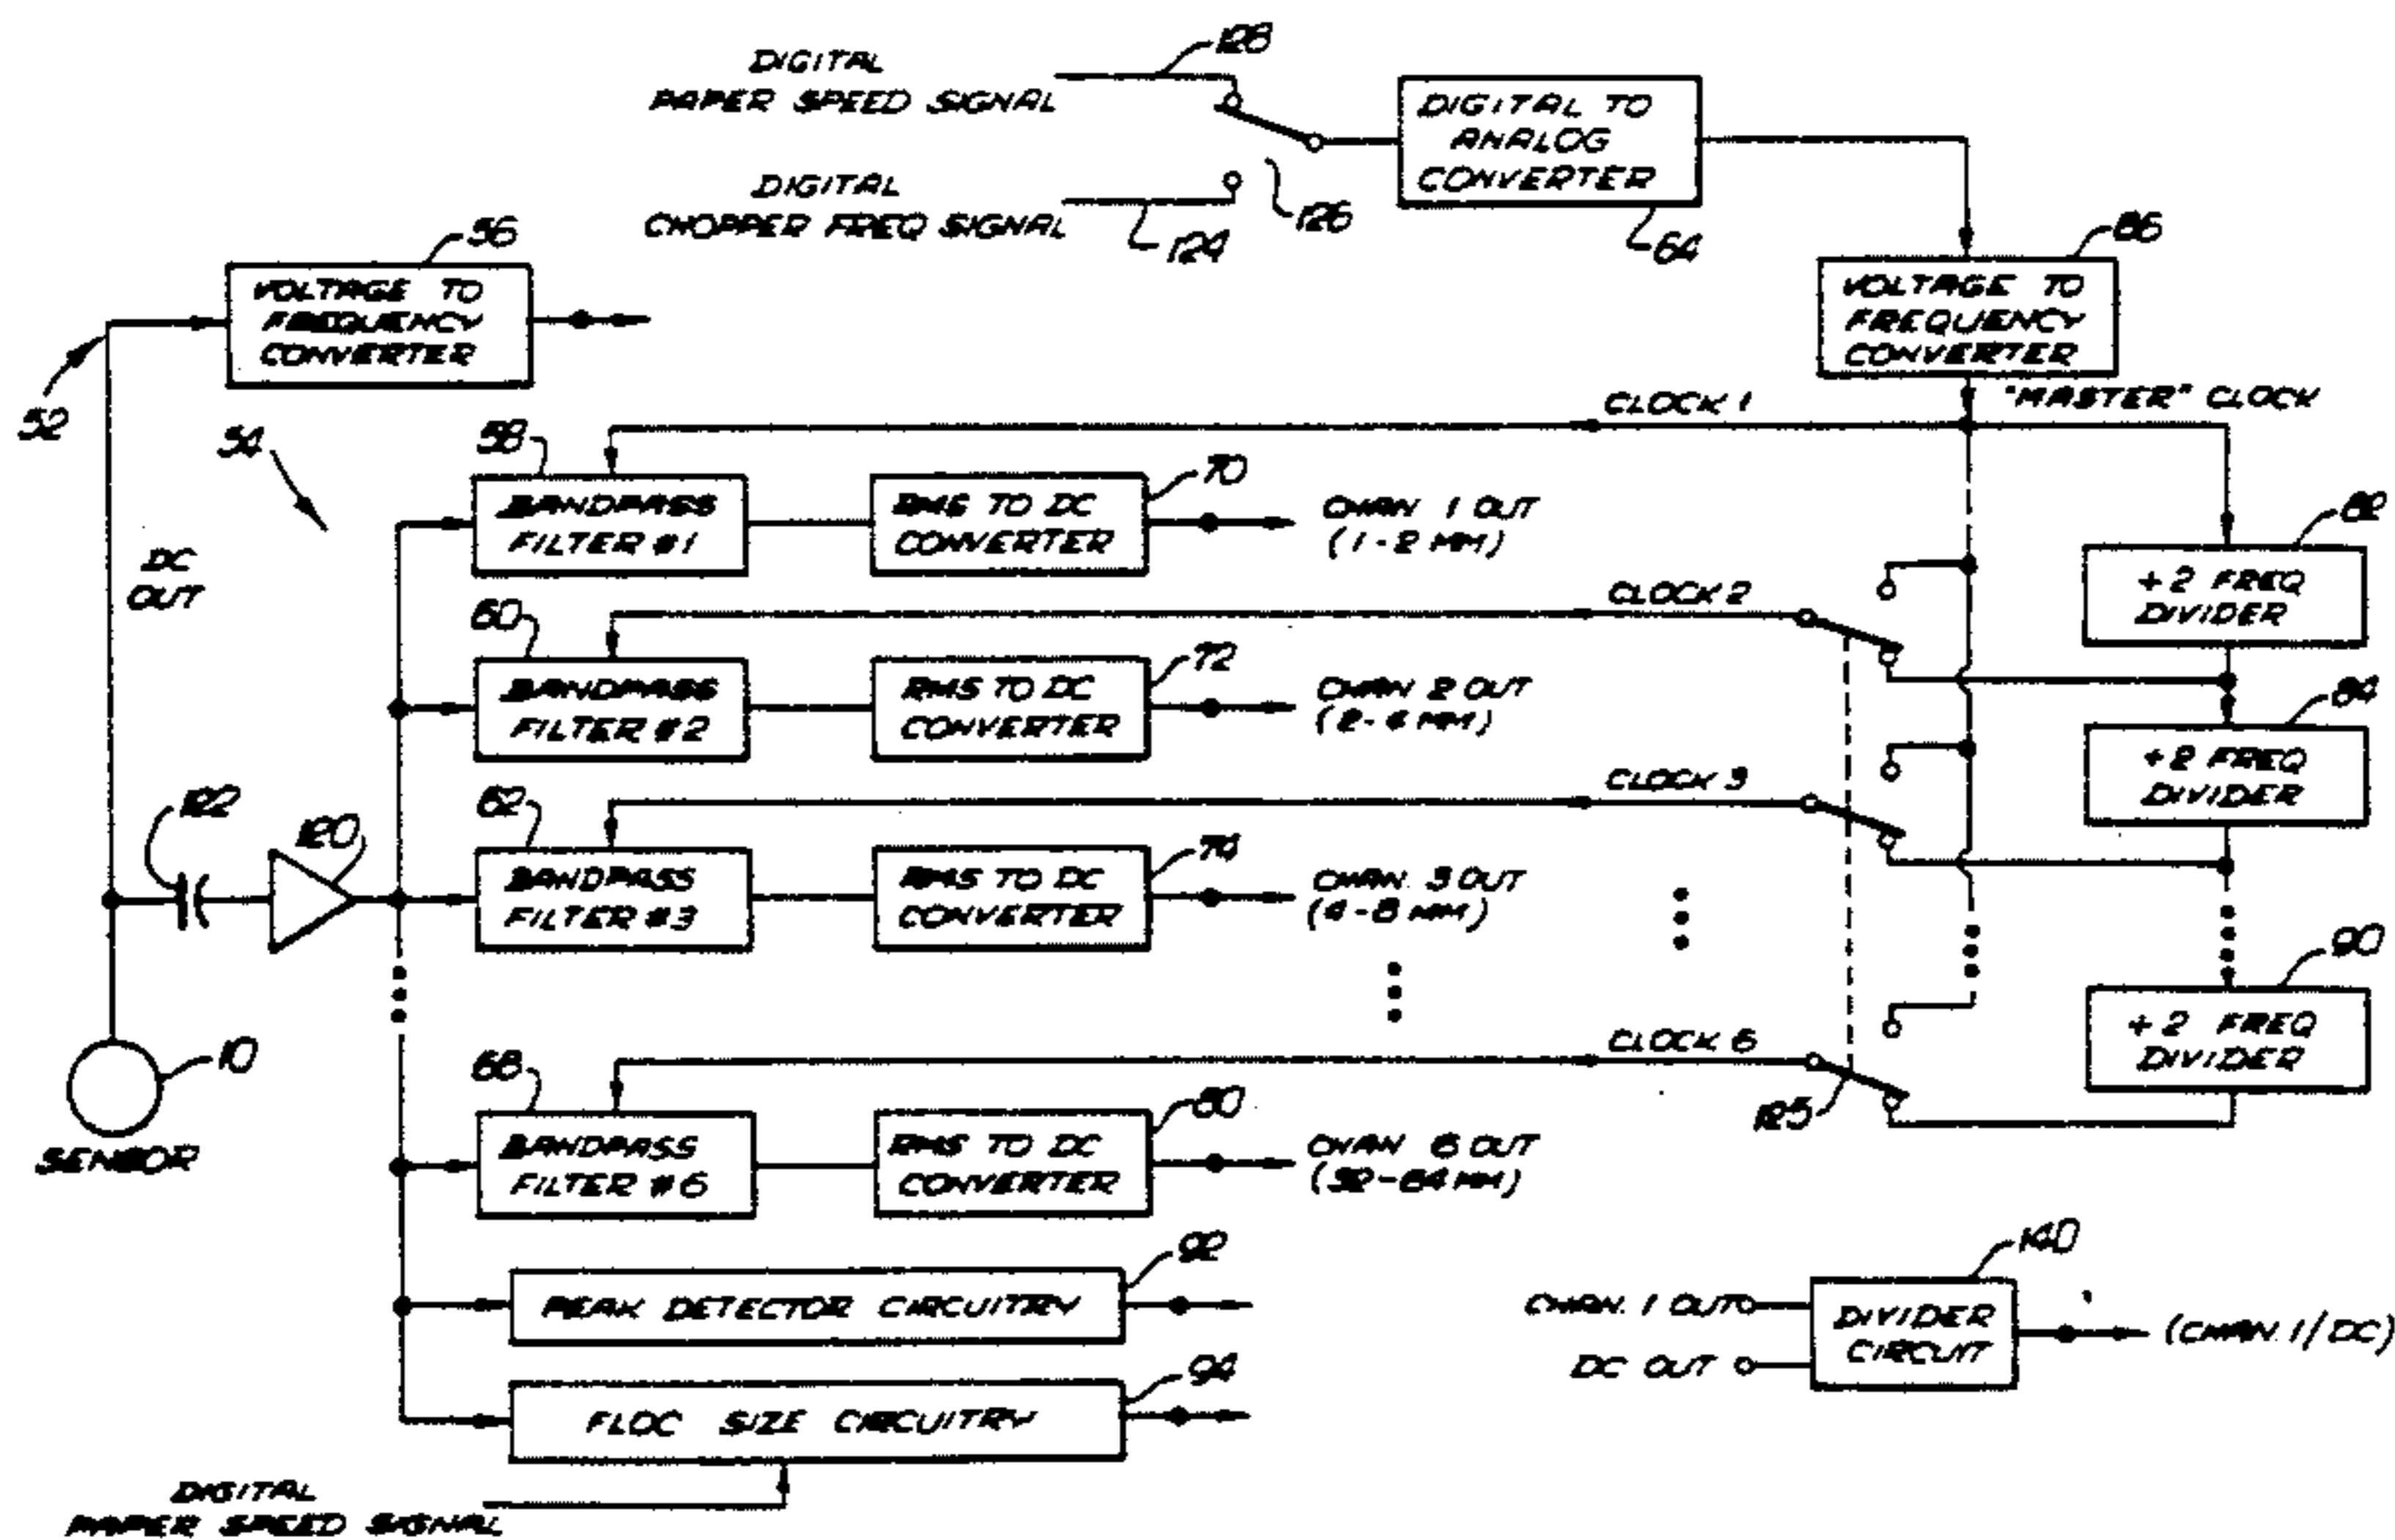 128
DIGITAL
PAPER SPEED SIGNAL
DIGITAL TO
ANALOG
CONVERTER
DIGITAL
CHOPPER FREQ SIGNAL
124
126
64
56
86
VOLTAGE TO
FREQUENCY
CONVERTER
VOLTAGE TO
FREQUENCY
CONVERTER
52
"MASTER" CLOCK
CLOCK 1
54
58
70
BANDPASS
FILTER #1
RMS TO DC
CONVERTER
CHAN 1 OUT
(1-2 MM)
82
÷2 FREQ
DIVIDER
DC
OUT
CLOCK 2
60
72
BANDPASS
FILTER #2
RMS TO DC
CONVERTER
CHAN 2 OUT
(2-4 MM)
84
÷2 FREQ
DIVIDER
CLOCK 3
122
120
62
74
BANDPASS
FILTER #3
RMS TO DC
CONVERTER
CHAN. 3 OUT
(4-8 MM)
90
÷2 FREQ
DIVIDER
10
SENSOR
CLOCK 6
125
68
80
BANDPASS
FILTER #6
RMS TO DC
CONVERTER
CHAN 6 OUT
(32-64 MM)
92
PEAK DETECTOR CIRCUITRY
94
FLOC SIZE CIRCUITRY
DIGITAL
PAPER SPEED SIGNAL
140
CHAN. 1 OUT
DC OUT
DIVIDER
CIRCUIT
(CHAN. 1/DC)